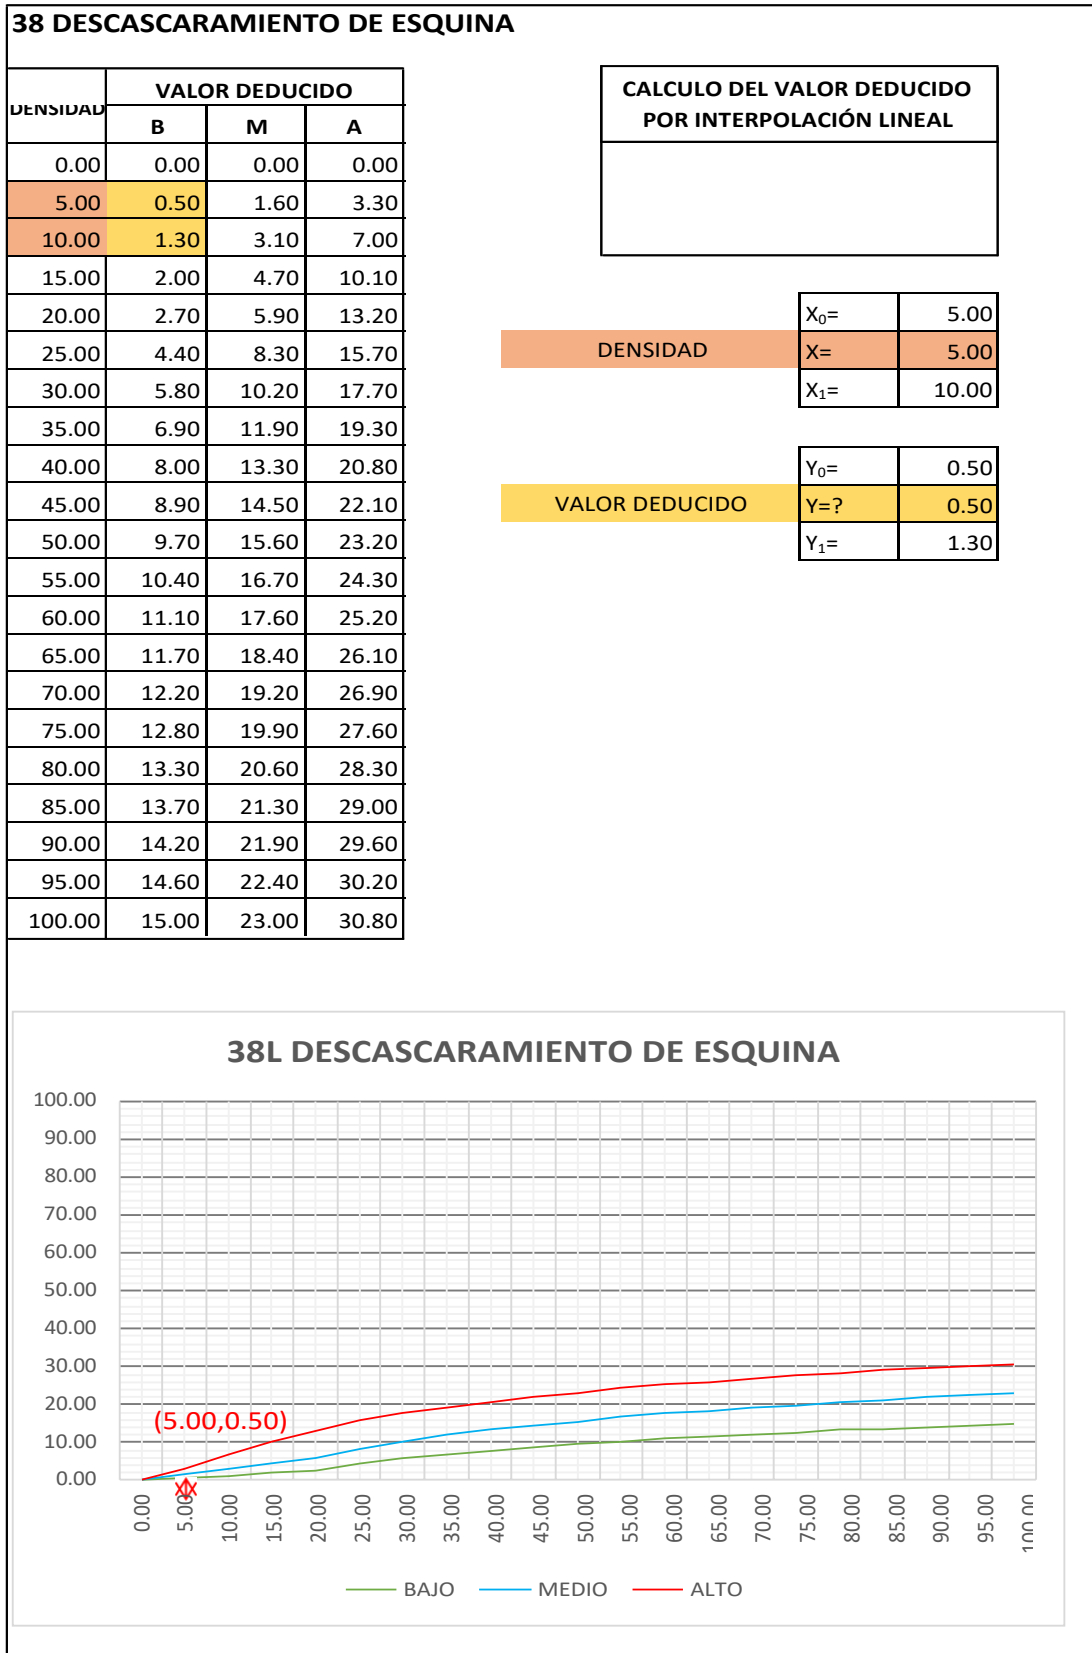 38 DESCASCARAMIENTO DE ESQUINA
DENSIDAD VALOR DEDUCIDO
B M A
0.00 0.00 0.00 0.00
5.00 0.50 1.60 3.30
10.00 1.30 3.10 7.00
15.00 2.00 4.70 10.10
20.00 2.70 5.90 13.20
25.00 4.40 8.30 15.70
30.00 5.80 10.20 17.70
35.00 6.90 11.90 19.30
40.00 8.00 13.30 20.80
45.00 8.90 14.50 22.10
50.00 9.70 15.60 23.20
55.00 10.40 16.70 24.30
60.00 11.10 17.60 25.20
65.00 11.70 18.40 26.10
70.00 12.20 19.20 26.90
75.00 12.80 19.90 27.60
80.00 13.30 20.60 28.30
85.00 13.70 21.30 29.00
90.00 14.20 21.90 29.60
95.00 14.60 22.40 30.20
100.00 15.00 23.00 30.80
CALCULO DEL VALOR DEDUCIDO
POR INTERPOLACIÓN LINEAL
X₀= 5.00
DENSIDAD X= 5.00
X₁= 10.00
Y₀= 0.50
VALOR DEDUCIDO Y=? 0.50
Y₁= 1.30
38L DESCASCARAMIENTO DE ESQUINA
100.00
90.00
80.00
70.00
60.00
50.00
40.00
30.00
20.00
10.00
0.00
(5.00,0.50)
0.00 5.00 10.00 15.00 20.00 25.00 30.00 35.00 40.00 45.00 50.00 55.00 60.00 65.00 70.00 75.00 80.00 85.00 90.00 95.00 100.00
BAJO MEDIO ALTO